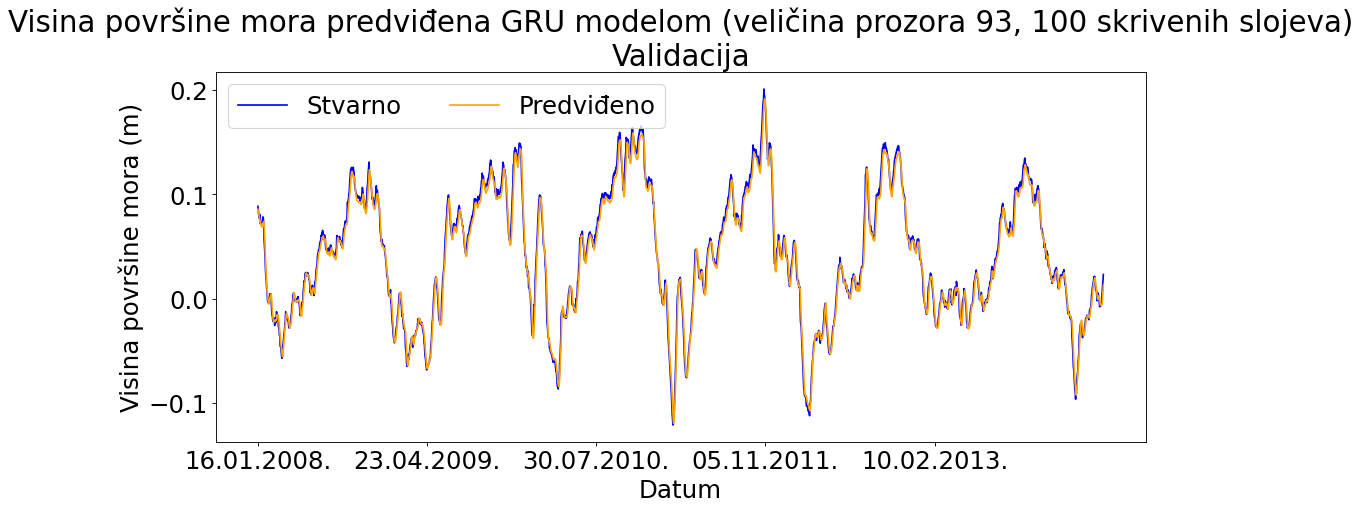 Visina površine mora predviđena GRU modelom (veličina prozora 93, 100 skrivenih slojeva)
Validacija
Stvarno Predviđeno
Visina površine mora (m)
0.2
0.1
0.0
−0.1
16.01.2008. 23.04.2009. 30.07.2010. 05.11.2011. 10.02.2013.
Datum